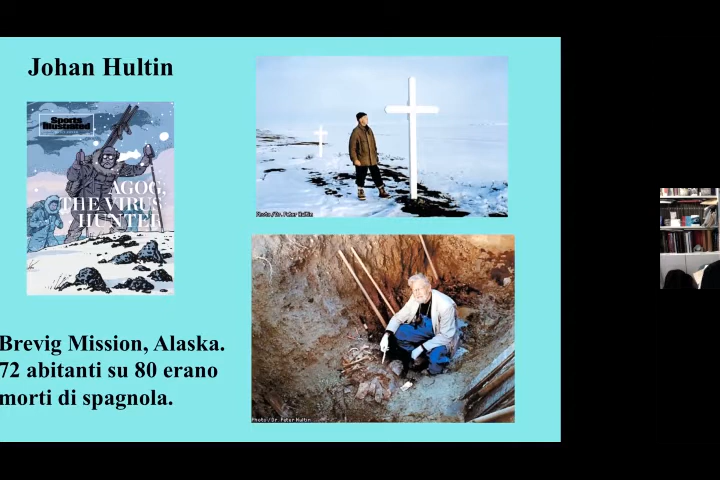 Johan Hultin
Sports
Illustrated
AGOG,
THE VIRUS
HUNTER
Photo/Dr. Peter Hultin
Photo/Dr. Peter Hultin
Brevig Mission, Alaska.
72 abitanti su 80 erano
morti di spagnola.